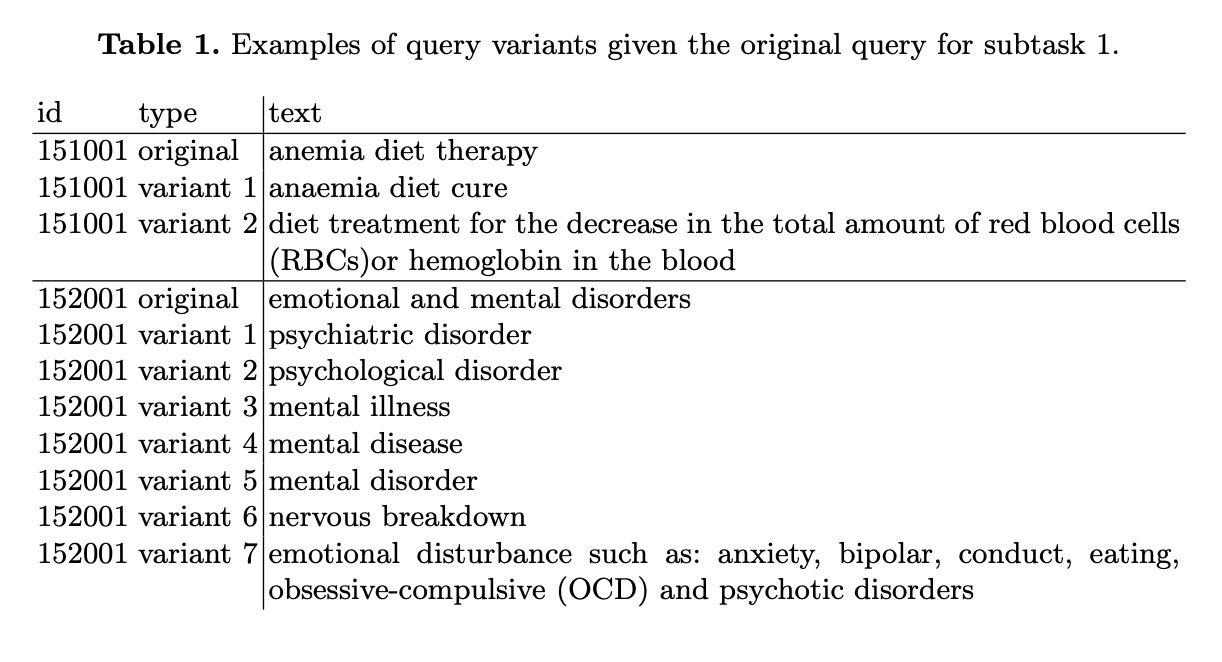 Table 1. Examples of query variants given the original query for subtask 1.
id type text
151001 original anemia diet therapy
151001 variant 1 anaemia diet cure
151001 variant 2 diet treatment for the decrease in the total amount of red blood cells
(RBCs)or hemoglobin in the blood
152001 original emotional and mental disorders
152001 variant 1 psychiatric disorder
152001 variant 2 psychological disorder
152001 variant 3 mental illness
152001 variant 4 mental disease
152001 variant 5 mental disorder
152001 variant 6 nervous breakdown
152001 variant 7 emotional disturbance such as: anxiety, bipolar, conduct, eating,
obsessive-compulsive (OCD) and psychotic disorders